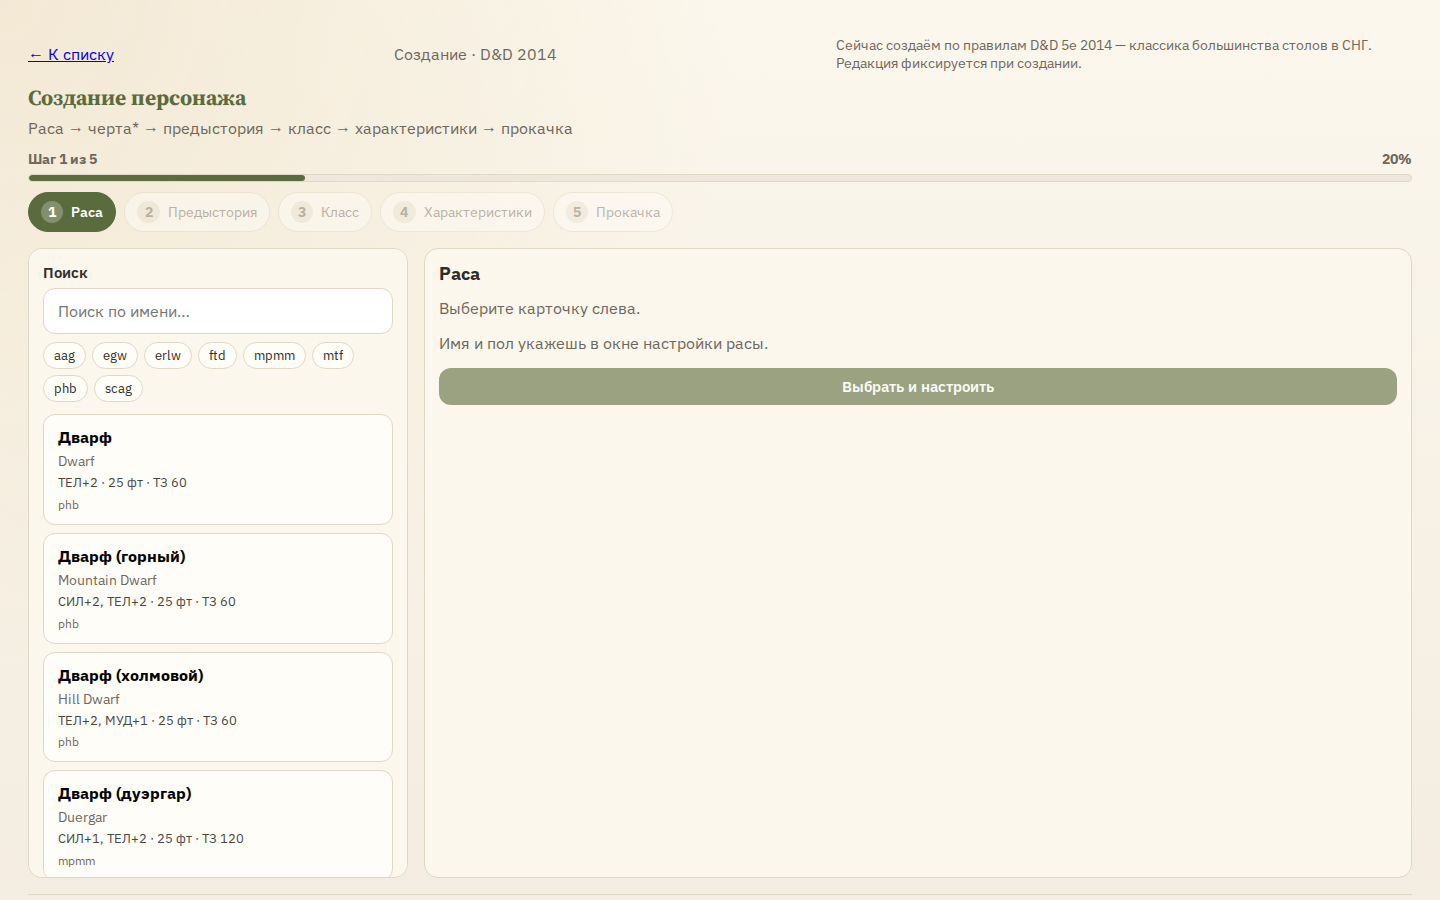 ← К списку
Создание · D&D 2014
Сейчас создаём по правилам D&D 5e 2014 — классика большинства столов в СНГ.
Редакция фиксируется при создании.
Создание персонажа
Раса → черта* → предыстория → класс → характеристики → прокачка
Шаг 1 из 5
20%
1 Раса
2 Предыстория
3 Класс
4 Характеристики
5 Прокачка
Поиск
Поиск по имени...
aag
egw
erlw
ftd
mpmm
mtf
phb
scag
Дварф
Dwarf
ТЕЛ+2 · 25 фт · ТЗ 60
phb
Дварф (горный)
Mountain Dwarf
СИЛ+2, ТЕЛ+2 · 25 фт · ТЗ 60
phb
Дварф (холмовой)
Hill Dwarf
ТЕЛ+2, МУД+1 · 25 фт · ТЗ 60
phb
Дварф (дуэргар)
Duergar
СИЛ+1, ТЕЛ+2 · 25 фт · ТЗ 120
mpmm
Раса
Выберите карточку слева.
Имя и пол укажешь в окне настройки расы.
Выбрать и настроить